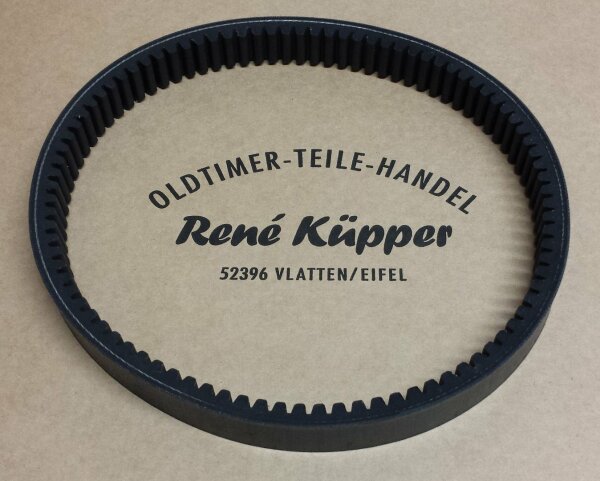 OLDTIMER-TEILE-HANDEL
René Küpper
52396 VLATTEN/EIFEL